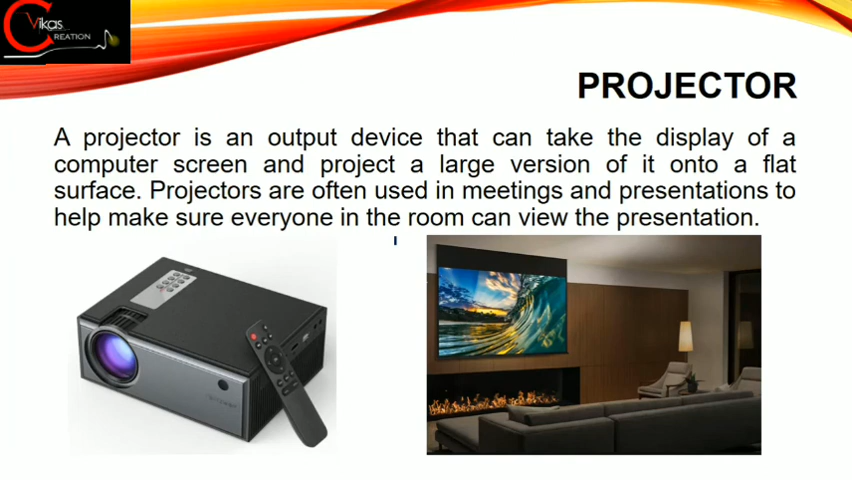 Vikas
CREATION
PROJECTOR
A projector is an output device that can take the display of a
computer screen and project a large version of it onto a flat
surface. Projectors are often used in meetings and presentations to
help make sure everyone in the room can view the presentation.